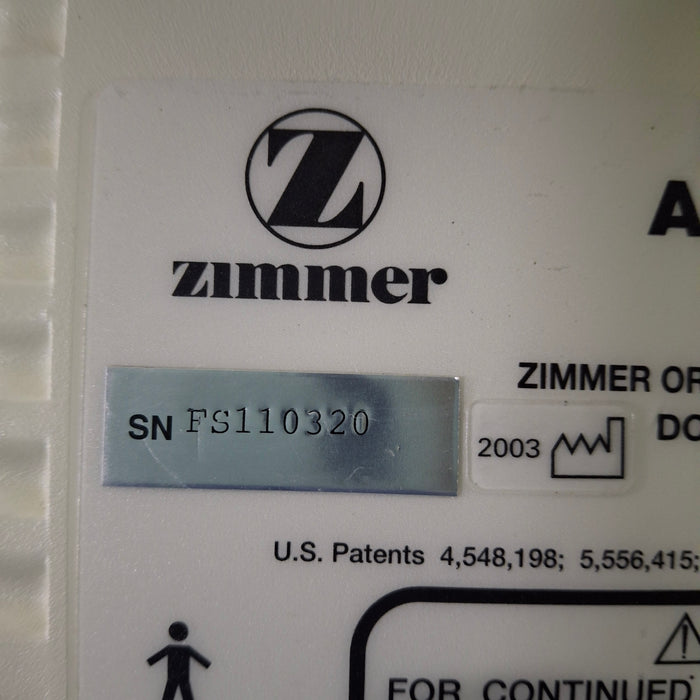 Z
zimmer
A
ZIMMER OR
SN FS110320
2003
DO
U.S. Patents 4,548,198; 5,556,415;
FOR CONTINUED